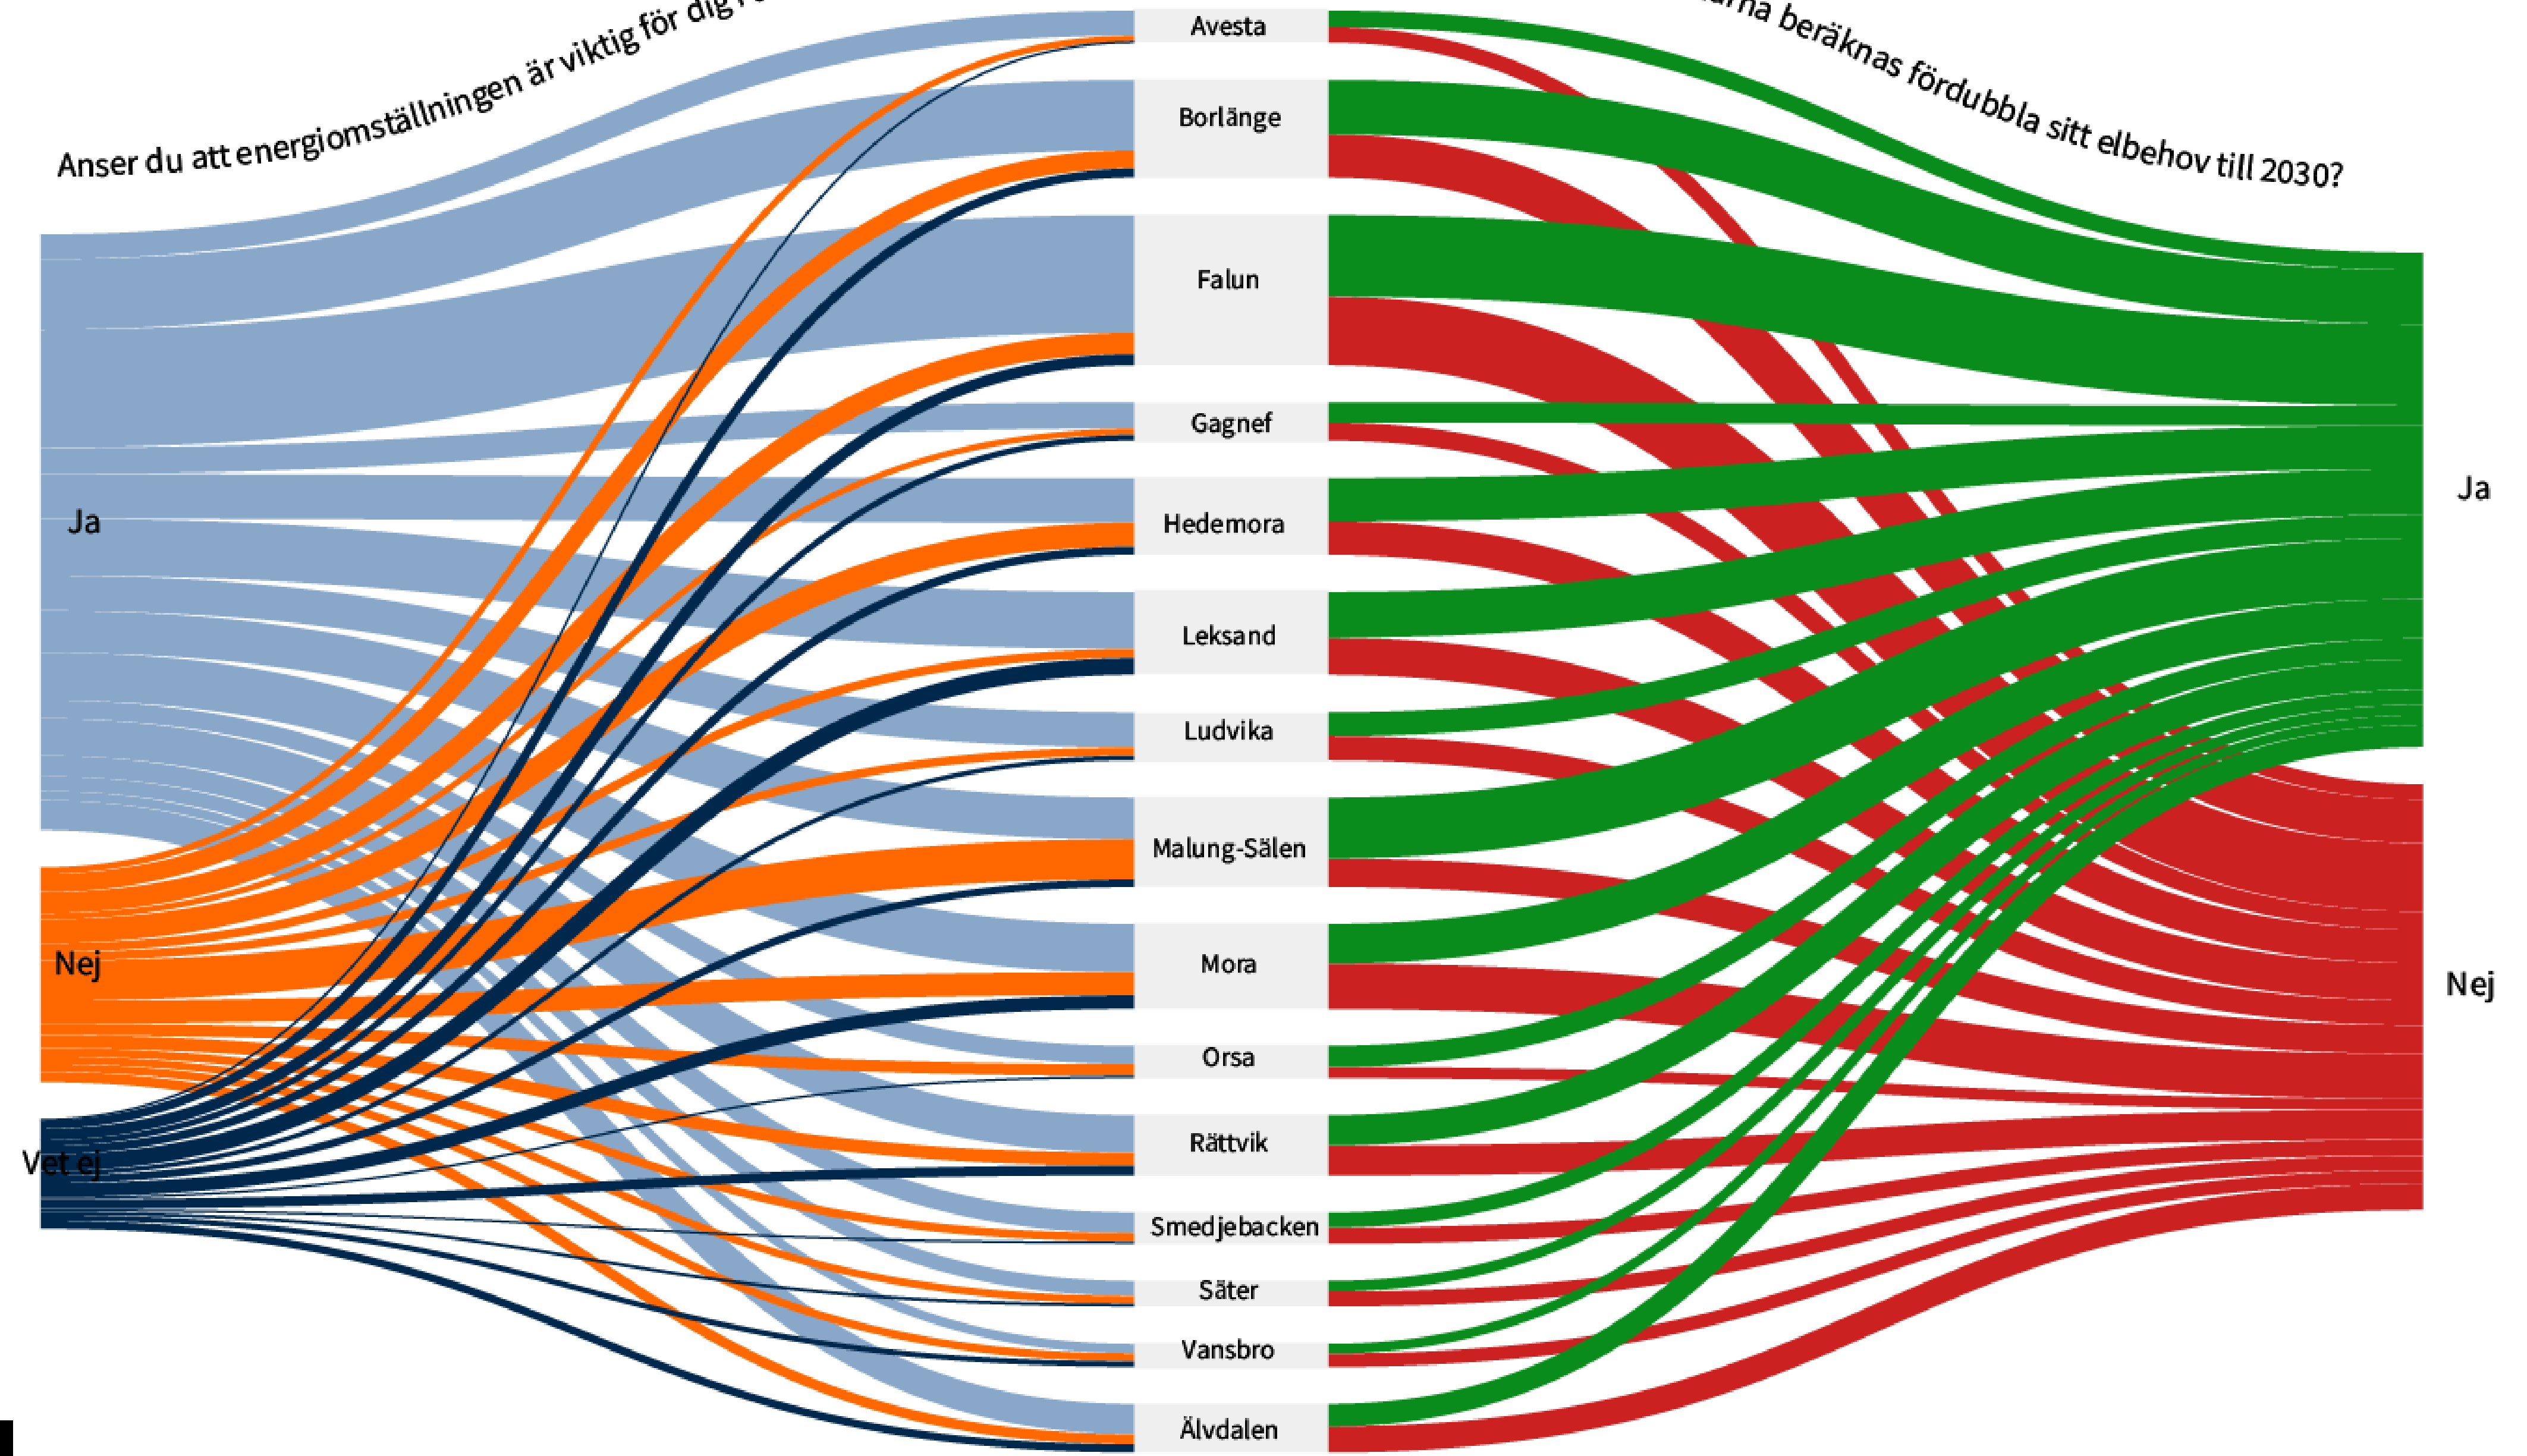 Anser du att energiomställningen är viktig för dig
beräknas fördubbla sitt elbehov till 2030?
Avesta
Borlänge
Falun
Gagnef
Hedemora
Leksand
Ludvika
Malung-Sälen
Mora
Orsa
Rättvik
Smedjebacken
Säter
Vansbro
Älvdalen
Ja
Nej
Vet ej
Ja
Nej